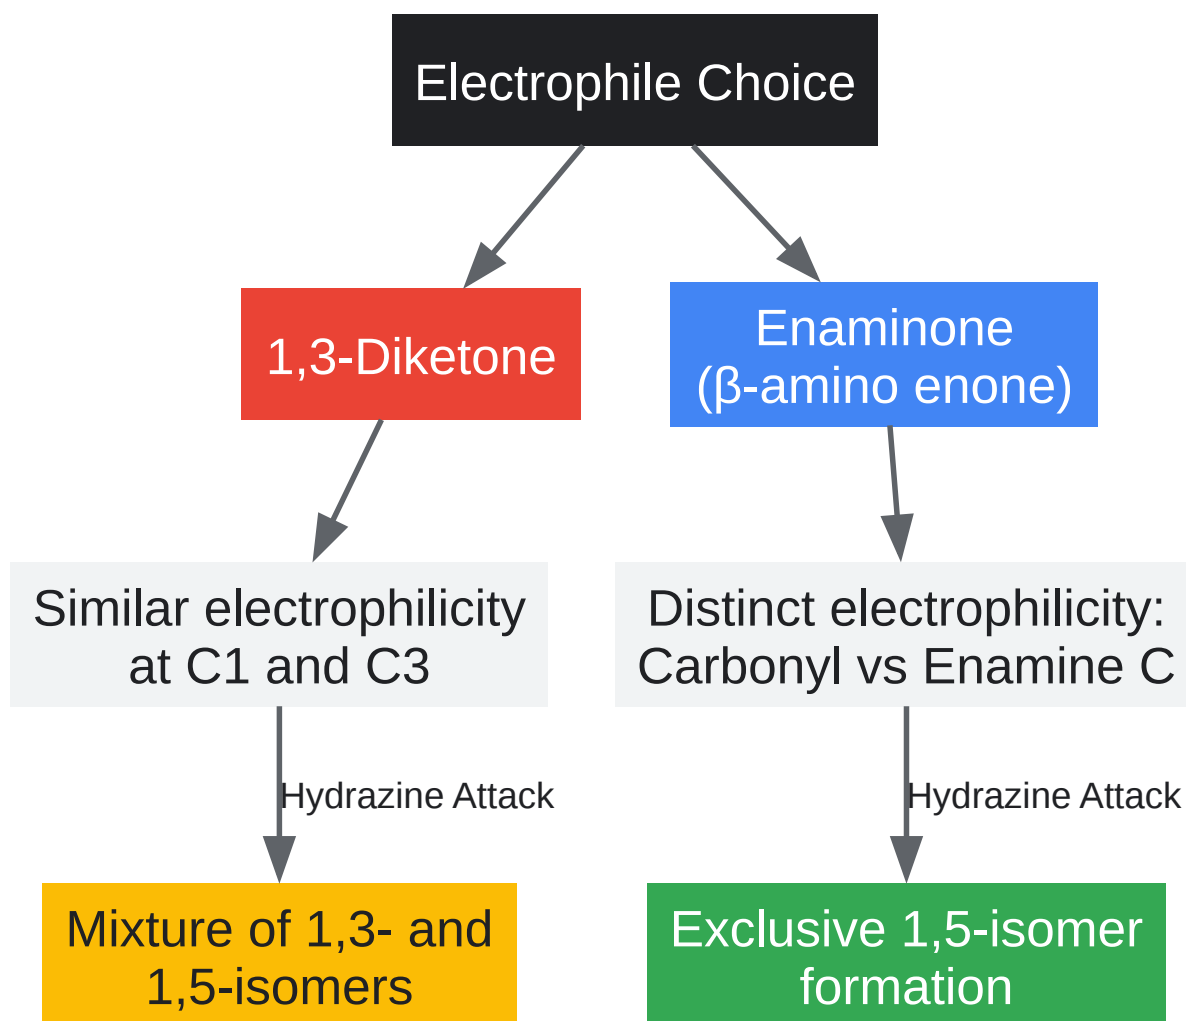 Electrophile Choice
1,3-Diketone
Enaminone
(β-amino enone)
Similar electrophilicity
at C1 and C3
Distinct electrophilicity:
Carbonyl vs Enamine C
Hydrazine Attack
Hydrazine Attack
Mixture of 1,3- and
1,5-isomers
Exclusive 1,5-isomer
formation